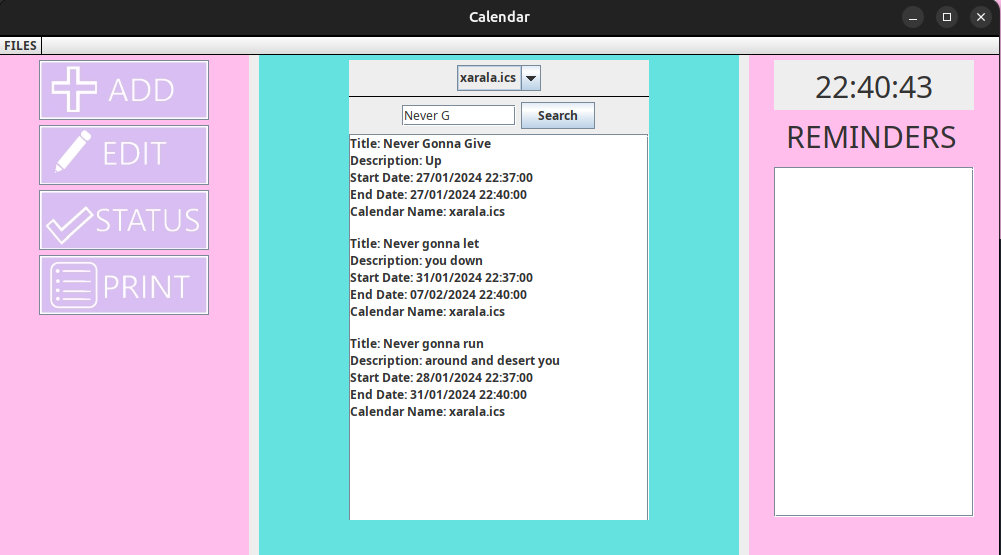 Calendar
FILES
ADD
EDIT
STATUS
PRINT
xarala.ics
Never G
Search
Title: Never Gonna Give
Description: Up
Start Date: 27/01/2024 22:37:00
End Date: 27/01/2024 22:40:00
Calendar Name: xarala.ics
Title: Never gonna let
Description: you down
Start Date: 31/01/2024 22:37:00
End Date: 07/02/2024 22:40:00
Calendar Name: xarala.ics
Title: Never gonna run
Description: around and desert you
Start Date: 28/01/2024 22:37:00
End Date: 31/01/2024 22:40:00
Calendar Name: xarala.ics
22:40:43
REMINDERS